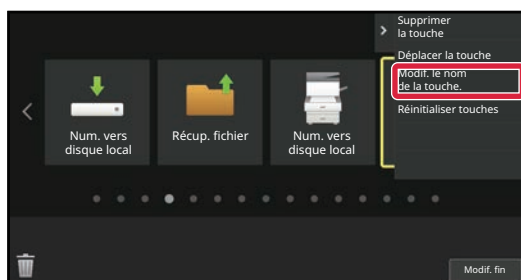 Supprimer
la touche
Déplacer la touche
Modif. le nom
de la touche.
Réinitialiser touches
Num. vers
disque local
Récup. fichier
Num. vers
disque local
Modif. fin